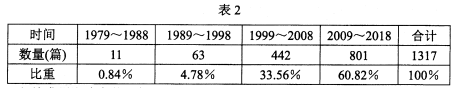 表2
时间 1979～1988 1989～1998 1999～2008 2009～2018 合计
数量(篇) 11 63 442 801 1317
比重 0.84% 4.78% 33.56% 60.82% 100%